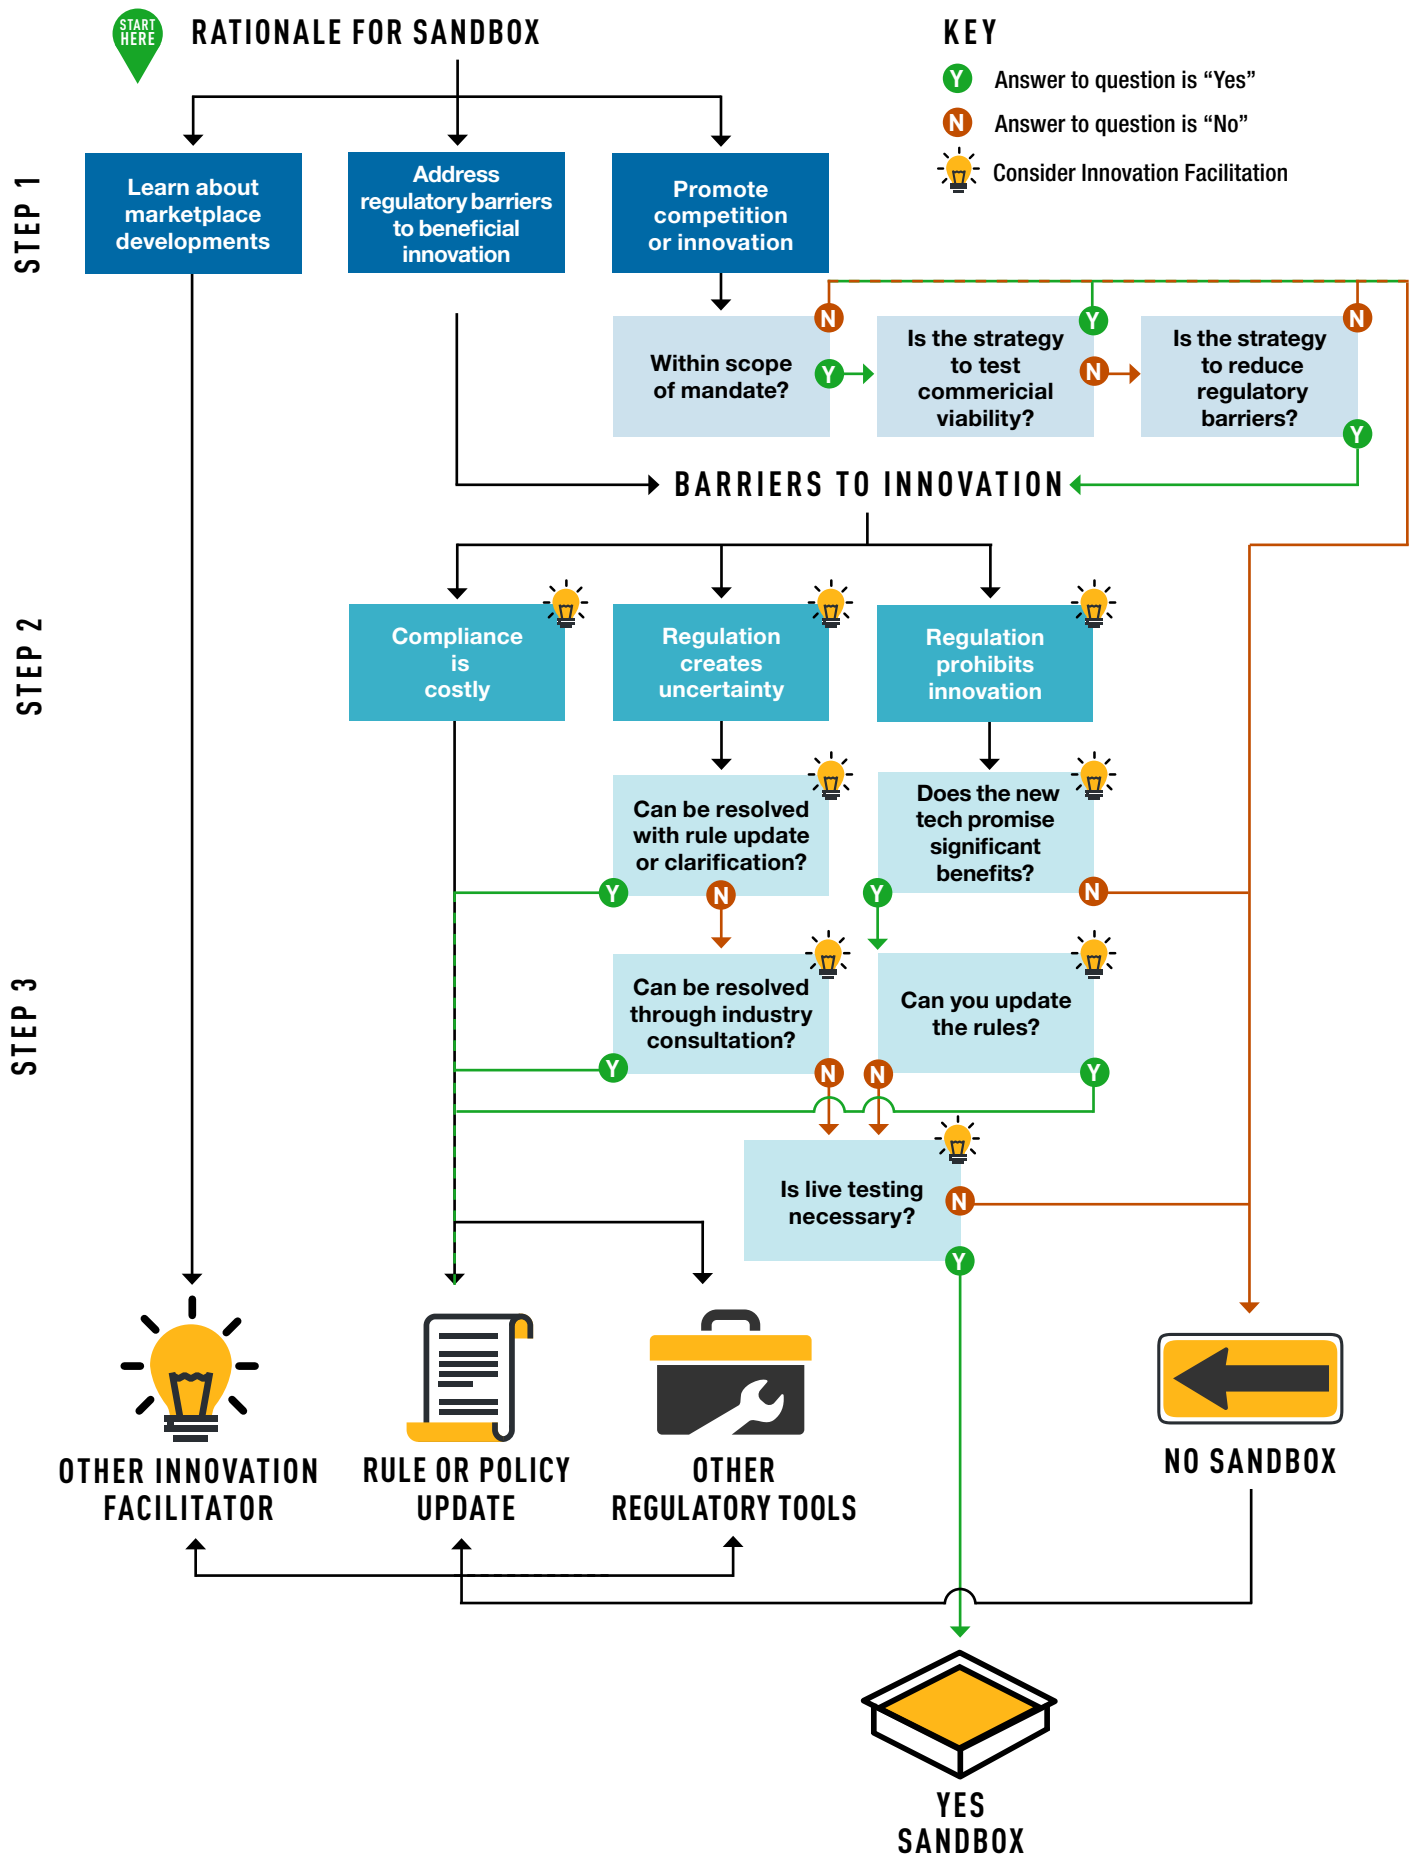 START
HERE
RATIONALE FOR SANDBOX
KEY
Y
Answer to question is “Yes”
N
Answer to question is “No”
Consider Innovation Facilitation
STEP 1
Learn about
marketplace
developments
Address
regulatory barriers
to beneficial
innovation
Promote
competition
or innovation
Within scope
of mandate?
N
Y
Is the strategy
to test
commericial
viability?
Y
N
Is the strategy
to reduce
regulatory
barriers?
N
Y
BARRIERS TO INNOVATION
STEP 2
Compliance
is
costly
Regulation
creates
uncertainty
Regulation
prohibits
innovation
STEP 3
Can be resolved
with rule update
or clarification?
Y
N
Does the new
tech promise
significant
benefits?
Y
N
Can be resolved
through industry
consultation?
Y
N
Can you update
the rules?
N
Y
Is live testing
necessary?
N
Y
OTHER INNOVATION
FACILITATOR
RULE OR POLICY
UPDATE
OTHER
REGULATORY TOOLS
NO SANDBOX
YES
SANDBOX